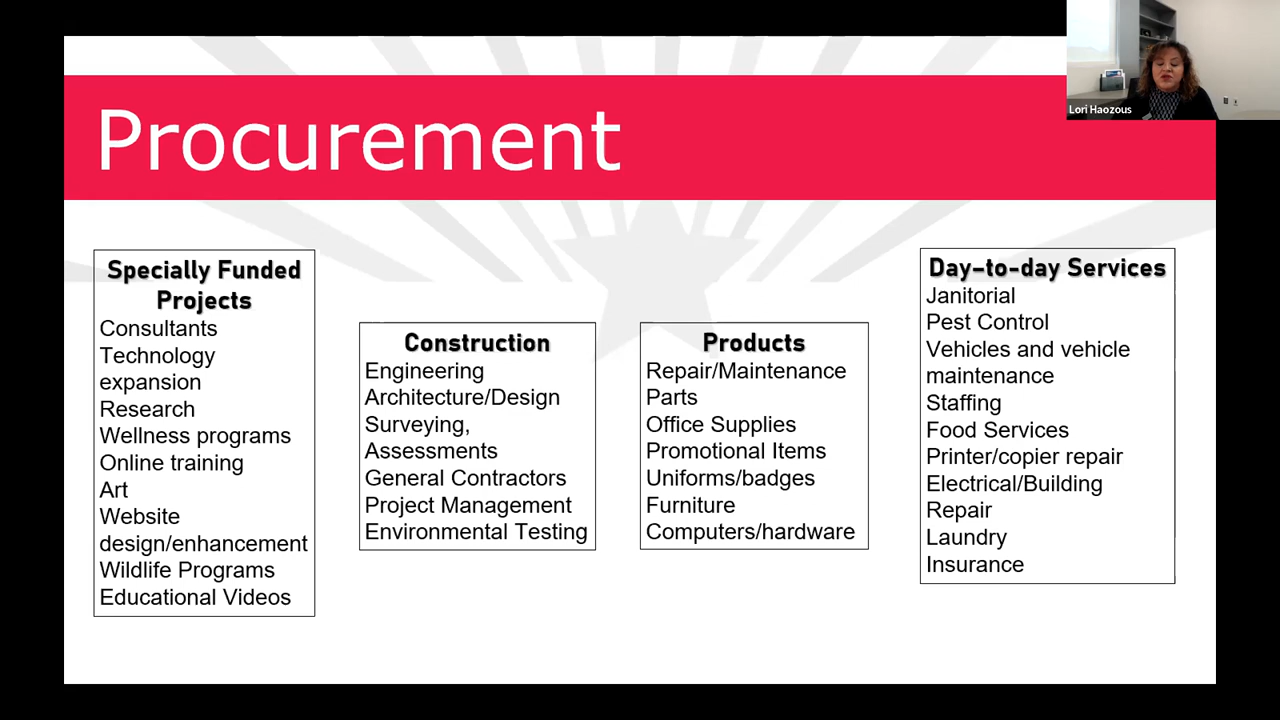 Procurement
Lori Haozous
Specially Funded
Projects
Consultants
Technology
expansion
Research
Wellness programs
Online training
Art
Website
design/enhancement
Wildlife Programs
Educational Videos
Construction
Engineering
Architecture/Design
Surveying,
Assessments
General Contractors
Project Management
Environmental Testing
Products
Repair/Maintenance
Parts
Office Supplies
Promotional Items
Uniforms/badges
Furniture
Computers/hardware
Day-to-day Services
Janitorial
Pest Control
Vehicles and vehicle
maintenance
Staffing
Food Services
Printer/copier repair
Electrical/Building
Repair
Laundry
Insurance